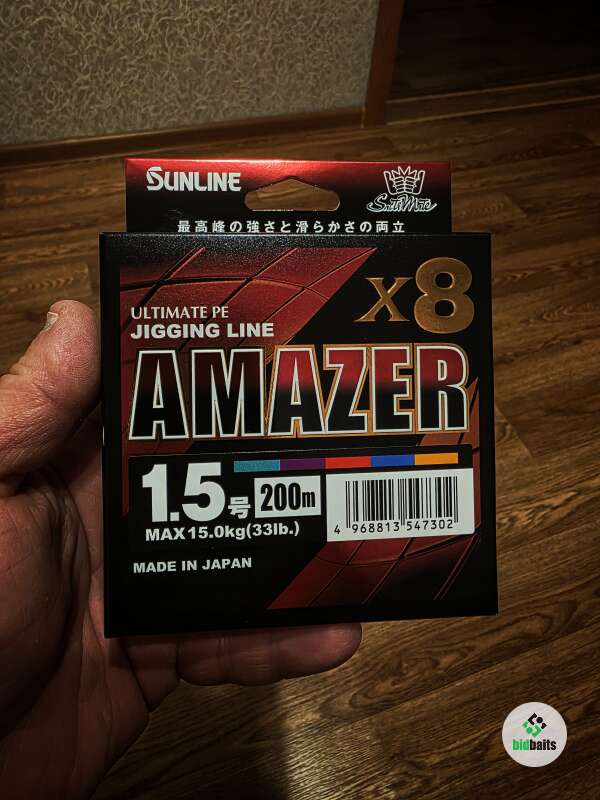 SUNLINE
SaltiMate
最高峰の強さと滑らかさの両立
X8
ULTIMATE PE
JIGGING LINE
AMAZER
1.5号 200m
MAX 15.0kg(33lb.)
4 968813 547302
MADE IN JAPAN
bidbaits